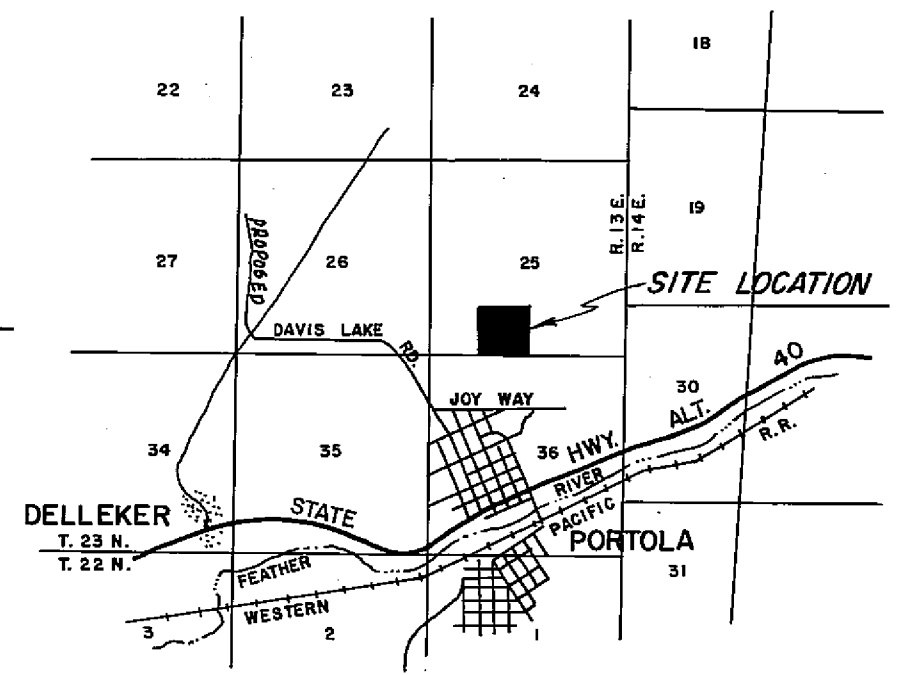 18
22 23 24
R. 13 E.
R. 14 E.
19
PROPOSED
27 26 25
SITE LOCATION
DAVIS LAKE RD.
40
30
JOY WAY
ALT.
R.R.
34 35 36
HWY.
RIVER
DELLEKER
STATE
PACIFIC
T. 23 N.
PORTOLA
T. 22 N.
FEATHER
31
WESTERN
3 2 1